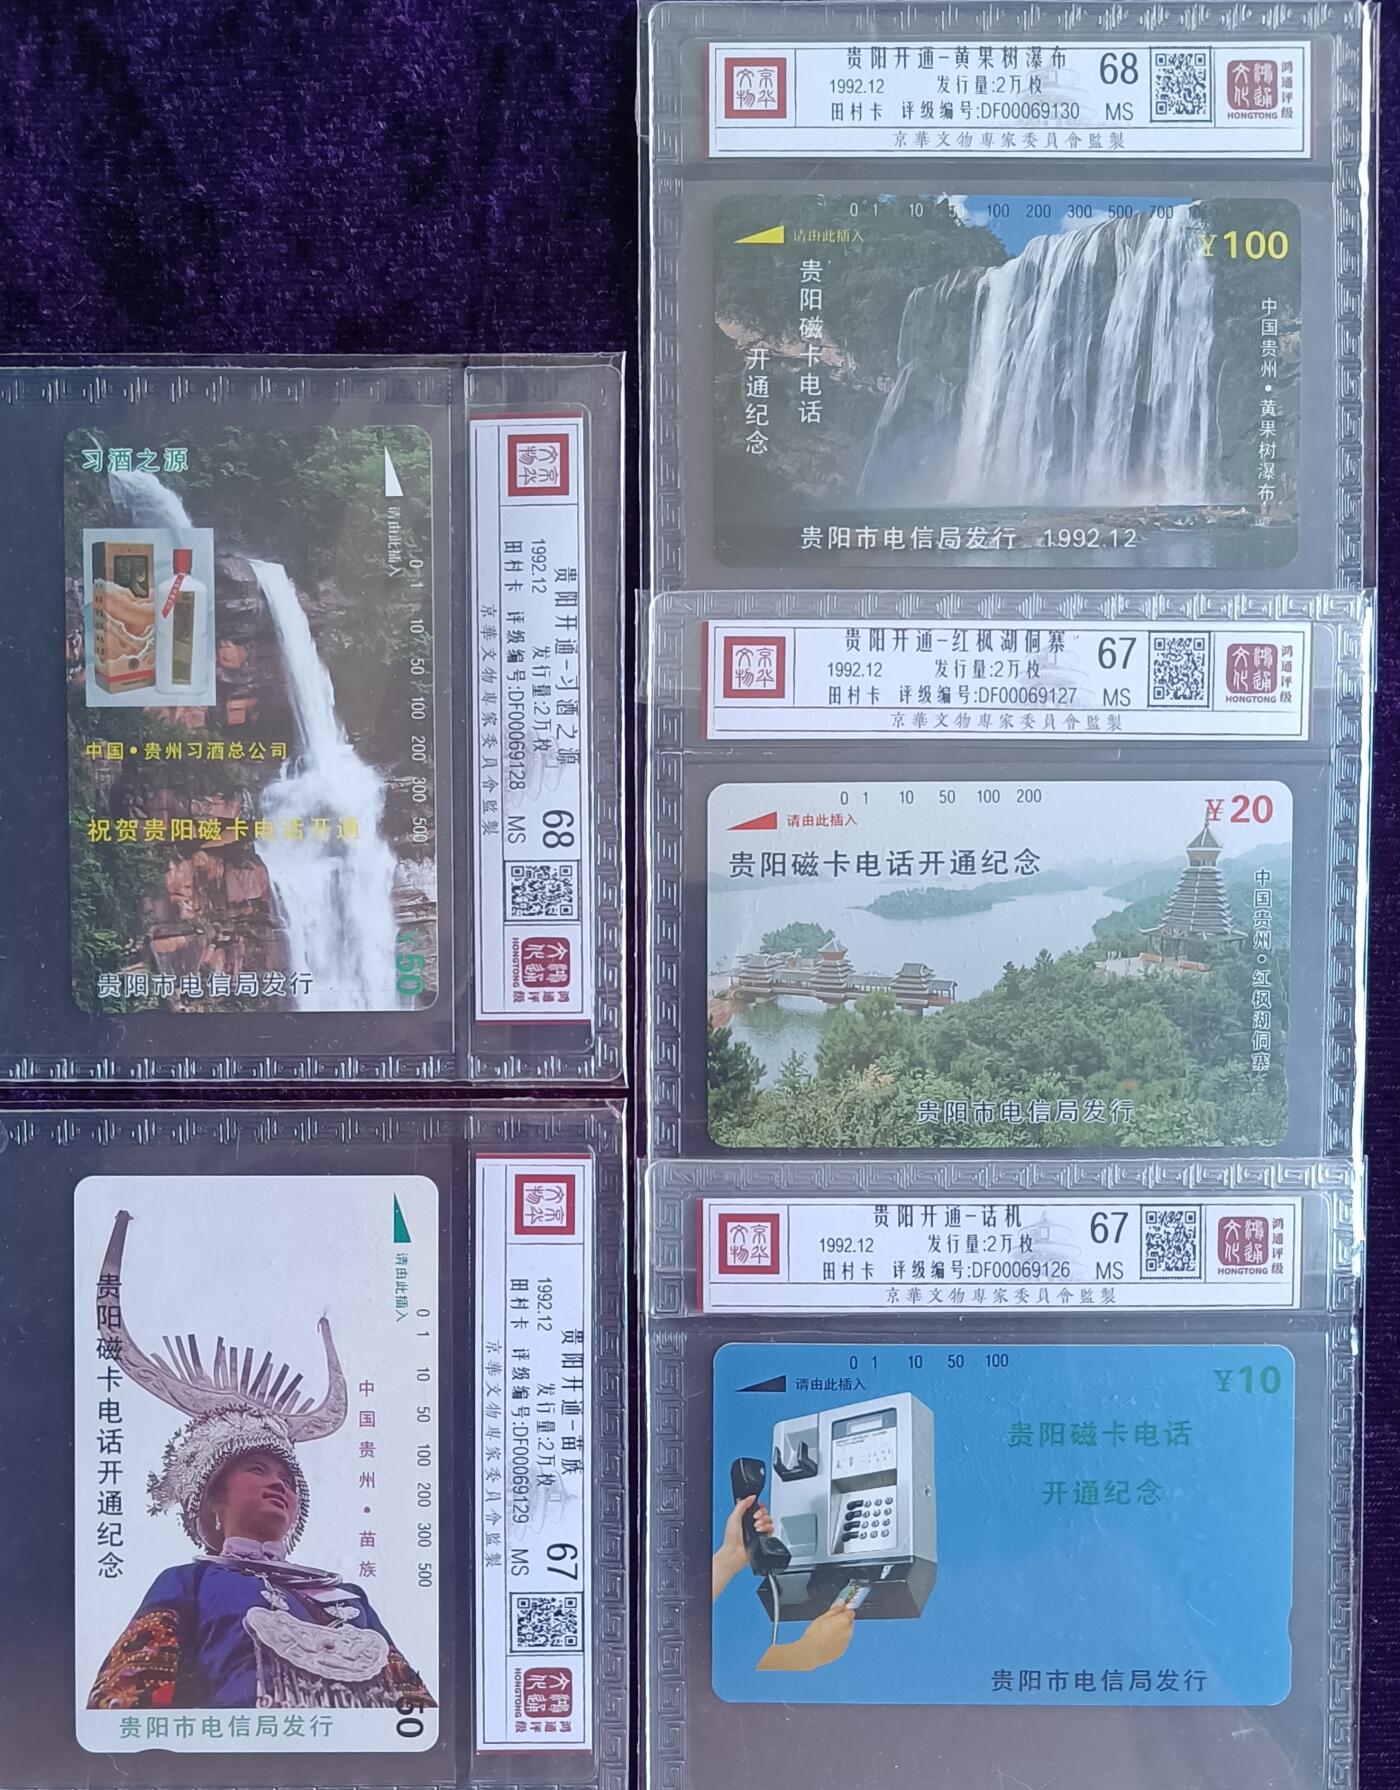 京华
文物
贵阳开通-黄果树瀑布
1992.12 发行量:2万枚
田村卡 评级编号:DF00069130
68
MS
鸿通
文化
HONGTONG
鸿通评级
京華文物專家委員會監製
0 1 10 50 100 200 300 500 700
请由此插入
¥100
贵阳磁卡电话
开通纪念
中国贵州·黄果树瀑布
贵阳市电信局发行 1992.12
京华
文物
贵阳开通-习酒之源
1992.12 发行量:2万枚
田村卡 评级编号:DF00069128
68
MS
鸿通
文化
HONGTONG
鸿通评级
京華文物專家委員會監製
习酒之源
请由此插入
0 1 10 50 100 200 300 500
中国·贵州习酒总公司
祝贺贵阳磁卡电话开通
¥50
贵阳市电信局发行
京华
文物
贵阳开通-红枫湖侗寨
1992.12 发行量:2万枚
田村卡 评级编号:DF00069127
67
MS
鸿通
文化
HONGTONG
鸿通评级
京華文物專家委員會監製
0 1 10 50 100 200
请由此插入
¥20
贵阳磁卡电话开通纪念
中国贵州·红枫湖侗寨
贵阳市电信局发行
京华
文物
贵阳开通-苗族
1992.12 发行量:2万枚
田村卡 评级编号:DF00069129
67
MS
鸿通
文化
HONGTONG
鸿通评级
京華文物專家委員會監製
请由此插入
0 1 10 50 100 200 300 500
贵阳磁卡电话开通纪念
中国贵州·苗族
¥50
贵阳市电信局发行
京华
文物
贵阳开通-话机
1992.12 发行量:2万枚
田村卡 评级编号:DF00069126
67
MS
鸿通
文化
HONGTONG
鸿通评级
京華文物專家委員會監製
0 1 10 50 100
请由此插入
¥10
贵阳磁卡电话
开通纪念
贵阳市电信局发行